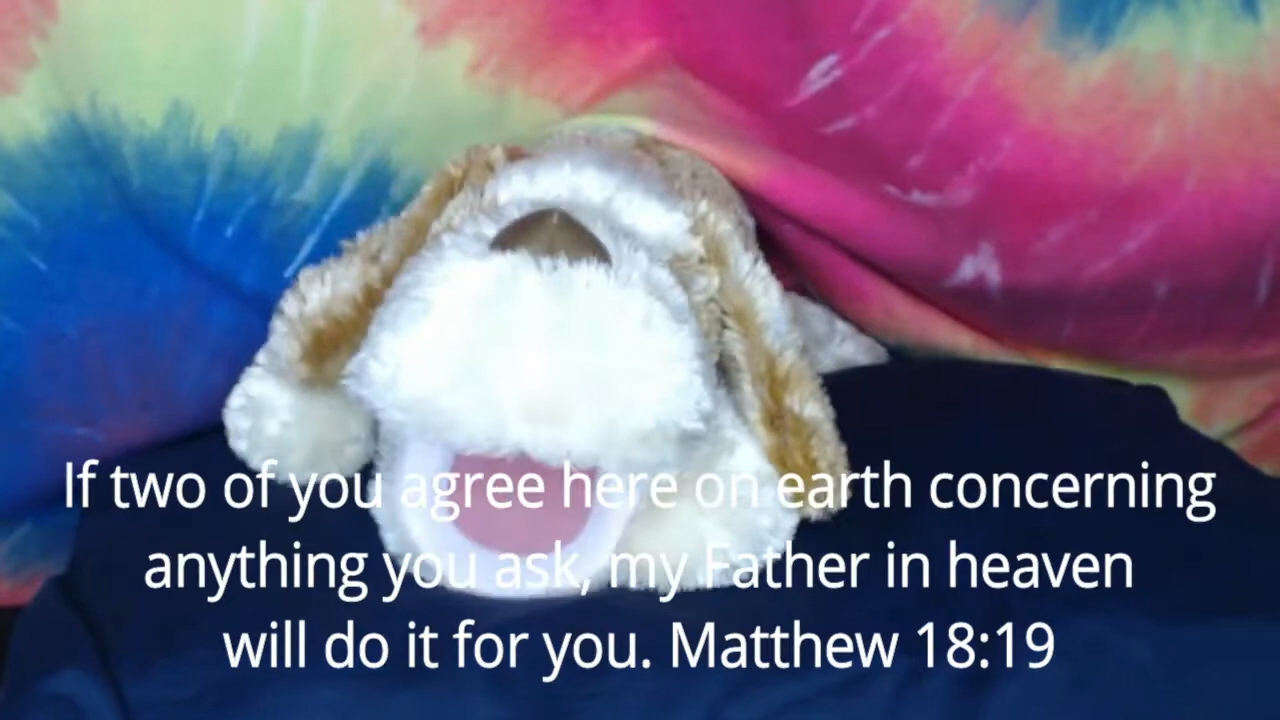 If two of you agree here on earth concerning
anything you ask, my Father in heaven
will do it for you. Matthew 18:19